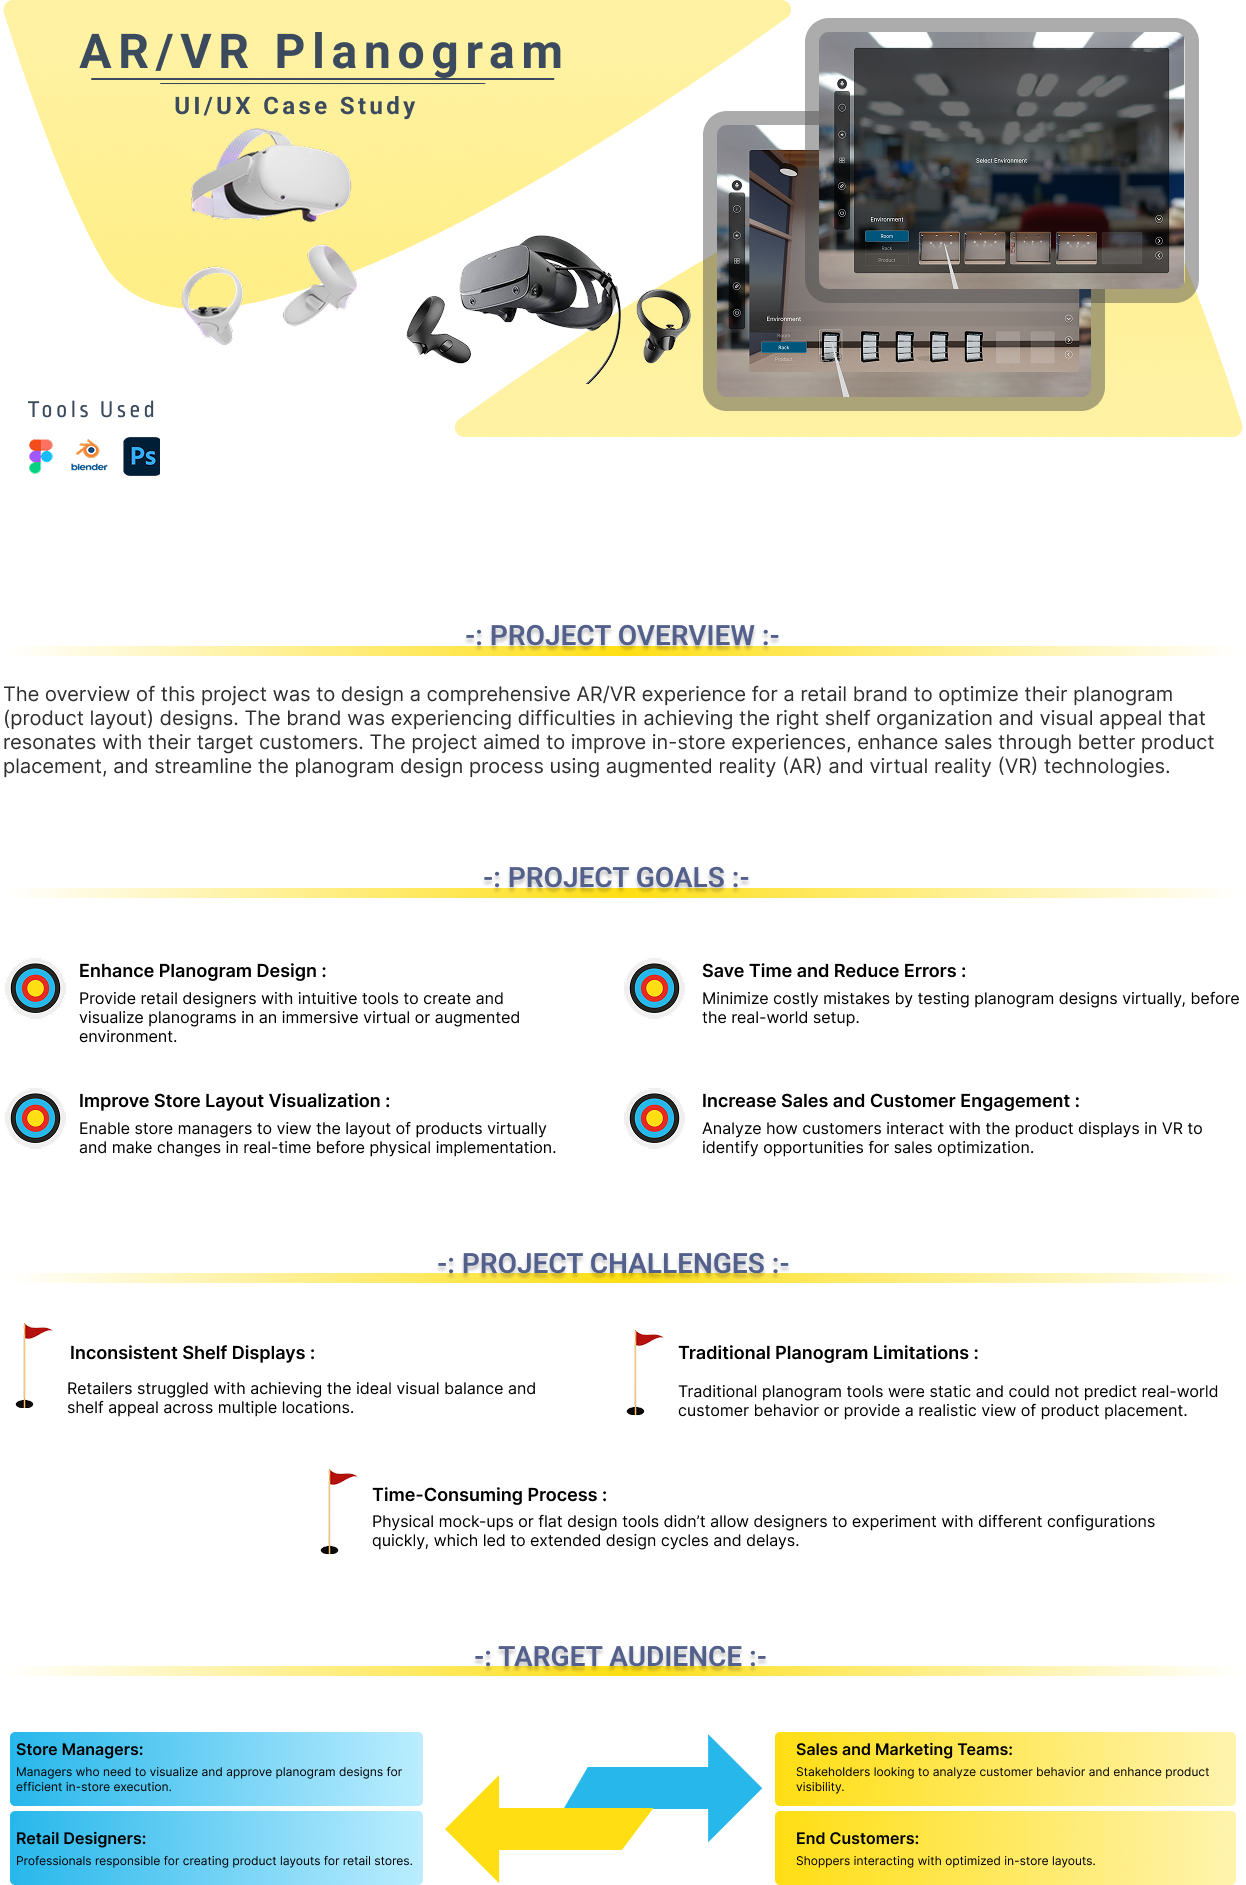 AR/VR Planogram
UI/UX Case Study
Select Environment
Environment
Room
Rack
Product
Environment
Room
Rack
Product
Tools Used
blender
Ps
-: PROJECT OVERVIEW :-
The overview of this project was to design a comprehensive AR/VR experience for a retail brand to optimize their planogram
(product layout) designs. The brand was experiencing difficulties in achieving the right shelf organization and visual appeal that
resonates with their target customers. The project aimed to improve in-store experiences, enhance sales through better product
placement, and streamline the planogram design process using augmented reality (AR) and virtual reality (VR) technologies.
-: PROJECT GOALS :-
Enhance Planogram Design :
Provide retail designers with intuitive tools to create and
visualize planograms in an immersive virtual or augmented
environment.
Save Time and Reduce Errors :
Minimize costly mistakes by testing planogram designs virtually, before
the real-world setup.
Improve Store Layout Visualization :
Enable store managers to view the layout of products virtually
and make changes in real-time before physical implementation.
Increase Sales and Customer Engagement :
Analyze how customers interact with the product displays in VR to
identify opportunities for sales optimization.
-: PROJECT CHALLENGES :-
Inconsistent Shelf Displays :
Retailers struggled with achieving the ideal visual balance and
shelf appeal across multiple locations.
Traditional Planogram Limitations :
Traditional planogram tools were static and could not predict real-world
customer behavior or provide a realistic view of product placement.
Time-Consuming Process :
Physical mock-ups or flat design tools didn't allow designers to experiment with different configurations
quickly, which led to extended design cycles and delays.
-: TARGET AUDIENCE :-
Store Managers:
Managers who need to visualize and approve planogram designs for
efficient in-store execution.
Retail Designers:
Professionals responsible for creating product layouts for retail stores.
Sales and Marketing Teams:
Stakeholders looking to analyze customer behavior and enhance product
visibility.
End Customers:
Shoppers interacting with optimized in-store layouts.